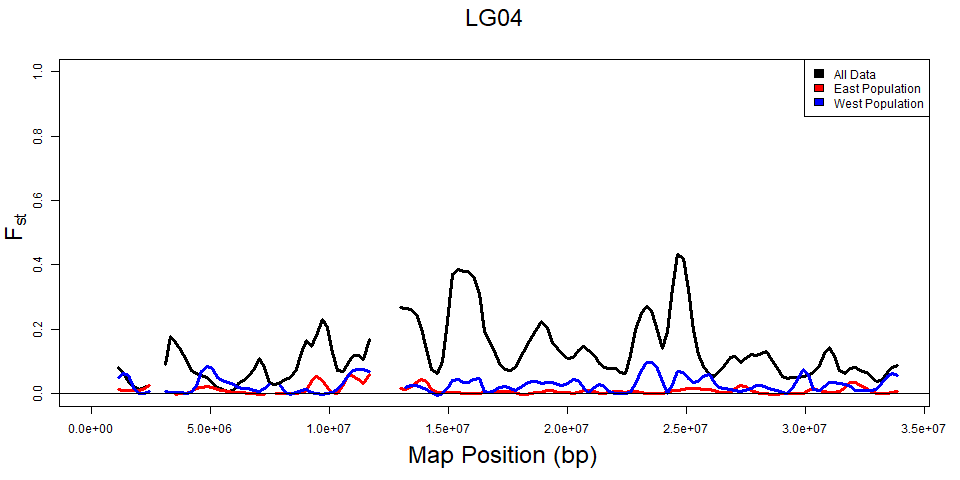 LG04
All Data
East Population
West Population
Fst
1.0
0.8
0.6
0.4
0.2
0.0
0.0e+00 5.0e+06 1.0e+07 1.5e+07 2.0e+07 2.5e+07 3.0e+07 3.5e+07
Map Position (bp)